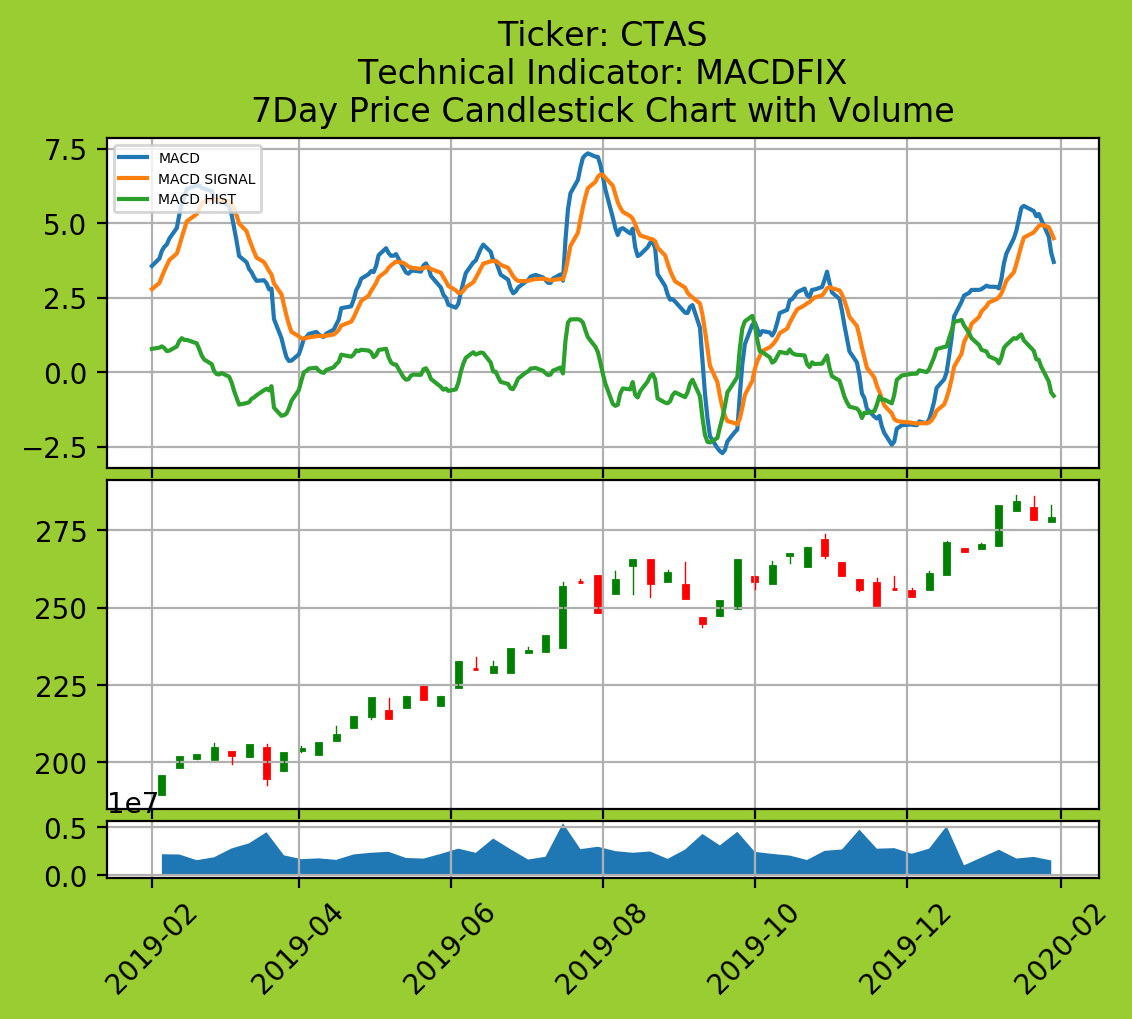 Ticker: CTAS
Technical Indicator: MACDFIX
7Day Price Candlestick Chart with Volume
7.5
5.0
2.5
0.0
−2.5
MACD
MACD SIGNAL
MACD HIST
275
250
225
200
1e7
0.5
0.0
2019-02
2019-04
2019-06
2019-08
2019-10
2019-12
2020-02